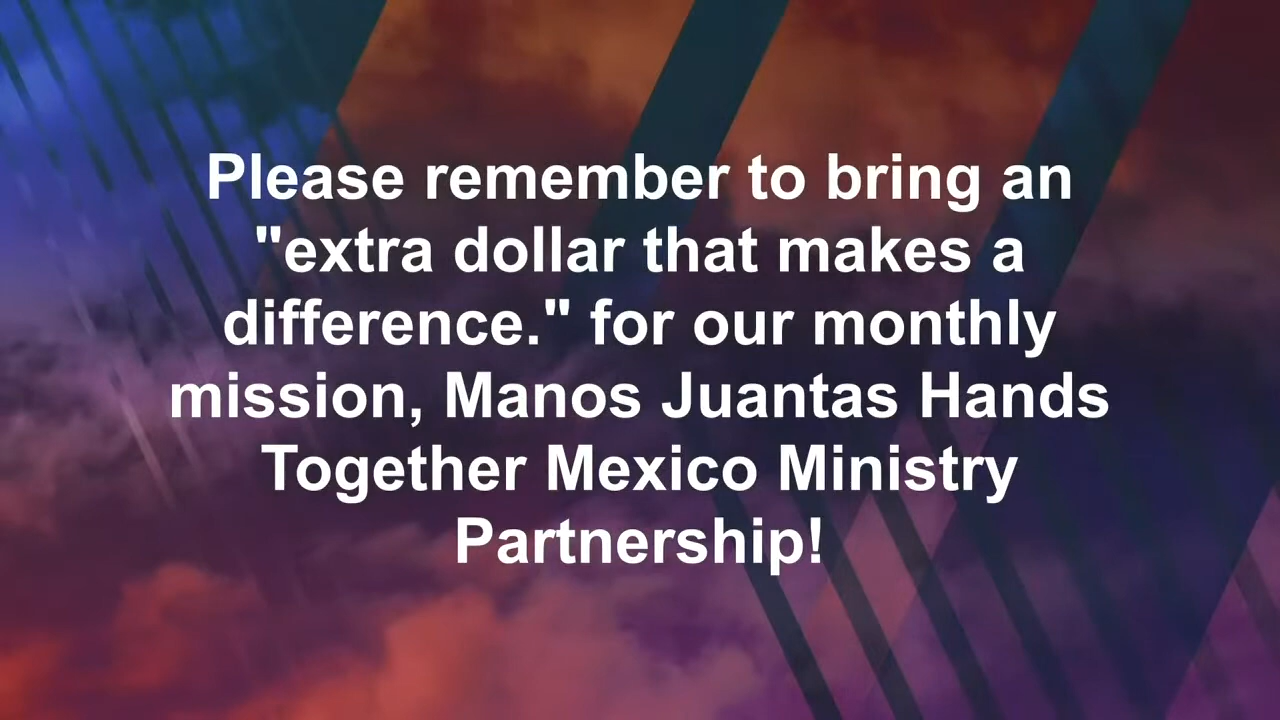 Please remember to bring an
"extra dollar that makes a
difference." for our monthly
mission, Manos Juantas Hands
Together Mexico Ministry
Partnership!